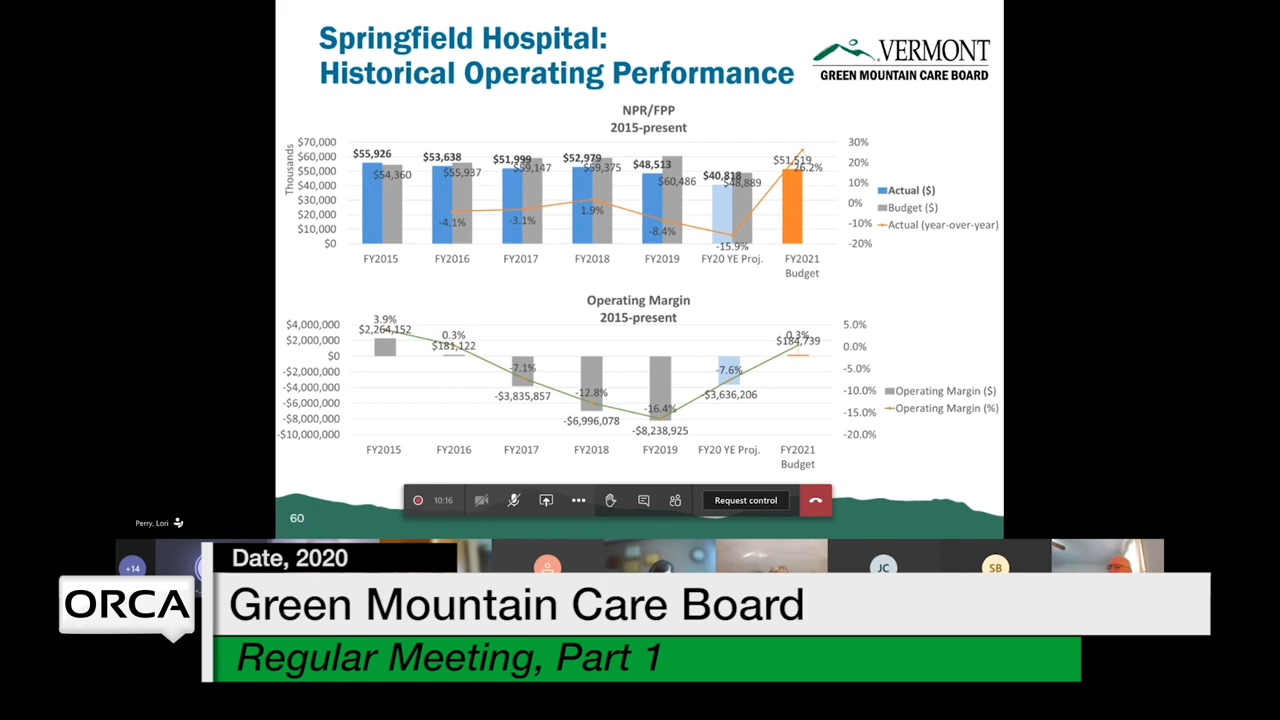 Springfield Hospital:
Historical Operating Performance
VERMONT
GREEN MOUNTAIN CARE BOARD
NPR/FPP
2015-present
Thousands
$70,000
$60,000
$50,000
$40,000
$30,000
$20,000
$10,000
$0
$55,926
$54,360
$53,638
$55,937
$51,999
$59,147
$52,979
$59,375
$48,513
$60,486
$40,818
$48,889
$51,519
26.2%
-4.1%
-3.1%
1.9%
-8.4%
-15.9%
30%
20%
10%
0%
-10%
-20%
Actual ($)
Budget ($)
Actual (year-over-year)
FY2015 FY2016 FY2017 FY2018 FY2019 FY20 YE Proj. FY2021
Budget
Operating Margin
2015-present
$4,000,000
$2,000,000
$0
-$2,000,000
-$4,000,000
-$6,000,000
-$8,000,000
-$10,000,000
3.9%
$2,264,152
0.3%
$181,122
-7.1%
-$3,835,857
-12.8%
-$6,996,078
-16.4%
-$8,238,925
-7.6%
-$3,636,206
0.3%
$184,739
5.0%
0.0%
-5.0%
-10.0%
-15.0%
-20.0%
Operating Margin ($)
Operating Margin (%)
FY2015 FY2016 FY2017 FY2018 FY2019 FY20 YE Proj. FY2021
Budget
10:16
Request control
60
Perry, Lori
+14
JC
SB
Date, 2020
ORCA
Green Mountain Care Board
Regular Meeting, Part 1